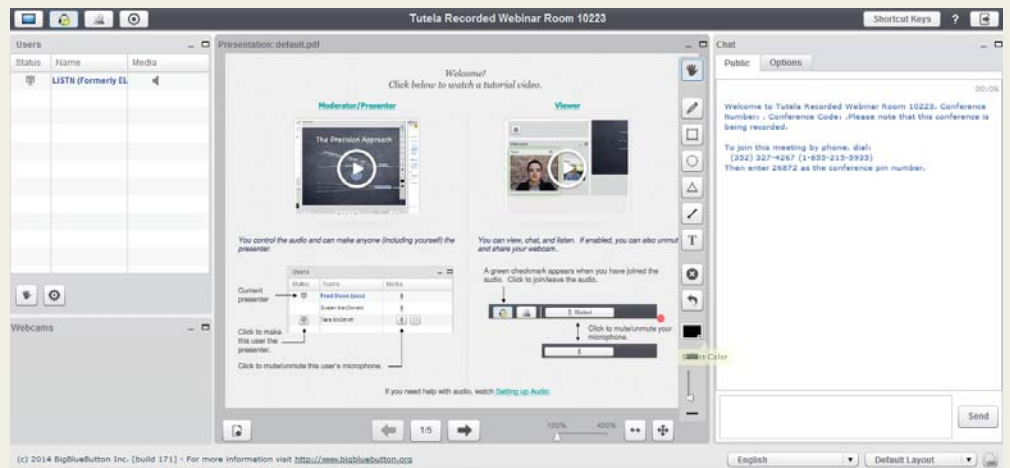 Tutela Recorded Webinar Room 10223
Shortcut Keys
?
Users
Status Name Media
LISTN (Formerly EL
Webcams
Presentation: default.pdf
Welcome!
Click below to watch a tutorial video.
Moderator/Presenter
Viewer
The Precision Approach
You control the audio and can make anyone (including yourself) the
presenter.
You can view, chat, and listen. If enabled, you can also unmut
and share your webcam.
Users
Status Name Media
Fred Dixon (you)
Susan MacDonald
Tara McSmith
Current
presenter
Click to make
this user the
presenter.
Click to mute/unmute this user's microphone
A green checkmark appears when you have joined the
audio. Click to join/leave the audio.
Muted
Click to mute/unmute your
microphone.
If you need help with audio, watch Setting up Audio.
T
Color
1/5
100% 400%
Chat
Public Options
00:06
Welcome to Tutela Recorded Webinar Room 10223. Conference
Number: . Conference Code: .Please note that this conference is
being recorded.
To join this meeting by phone, dial:
(352) 327-4267 (1-855-215-5935)
Then enter 26872 as the conference pin number.
Send
(c) 2014 BigBlueButton Inc. [build 171] - For more information visit http://www.bigbluebutton.org
English
Default Layout